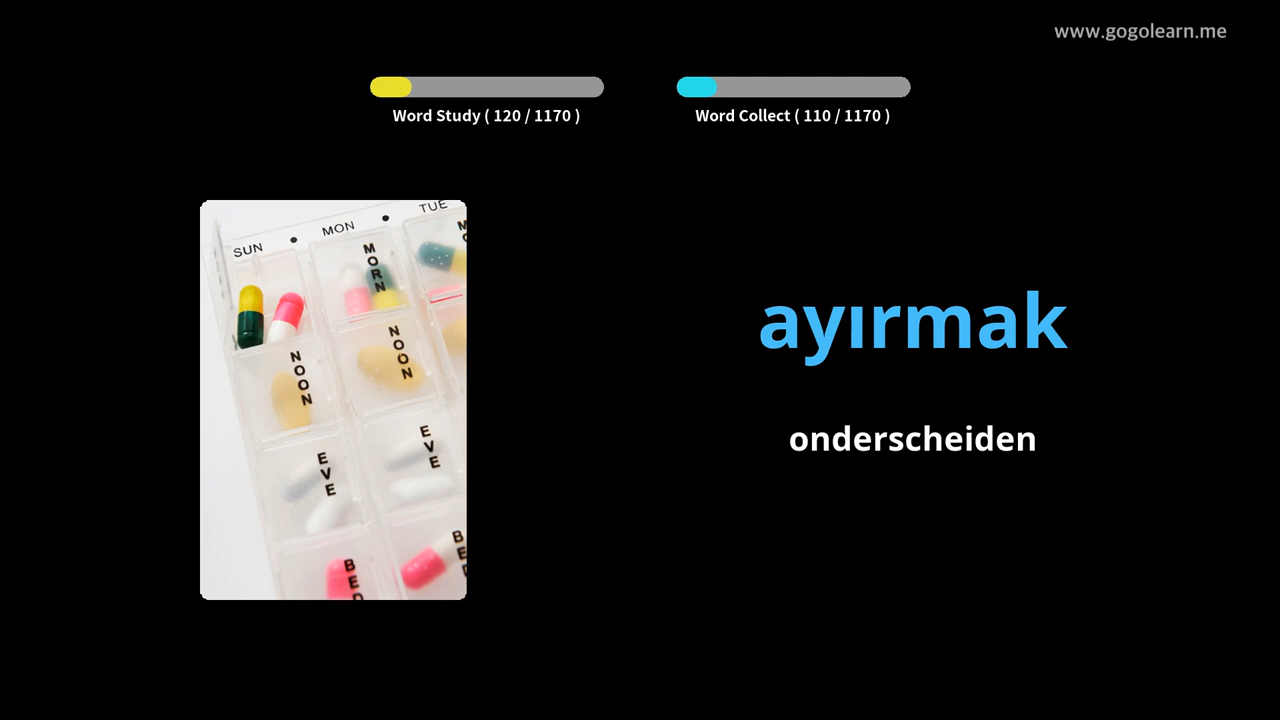 www.gogolearn.me
Word Study ( 120 / 1170 )
Word Collect ( 110 / 1170 )
SUN • MON • TUE
MORN
NOON
NOON
EVE
EVE
BED
ayırmak
onderscheiden